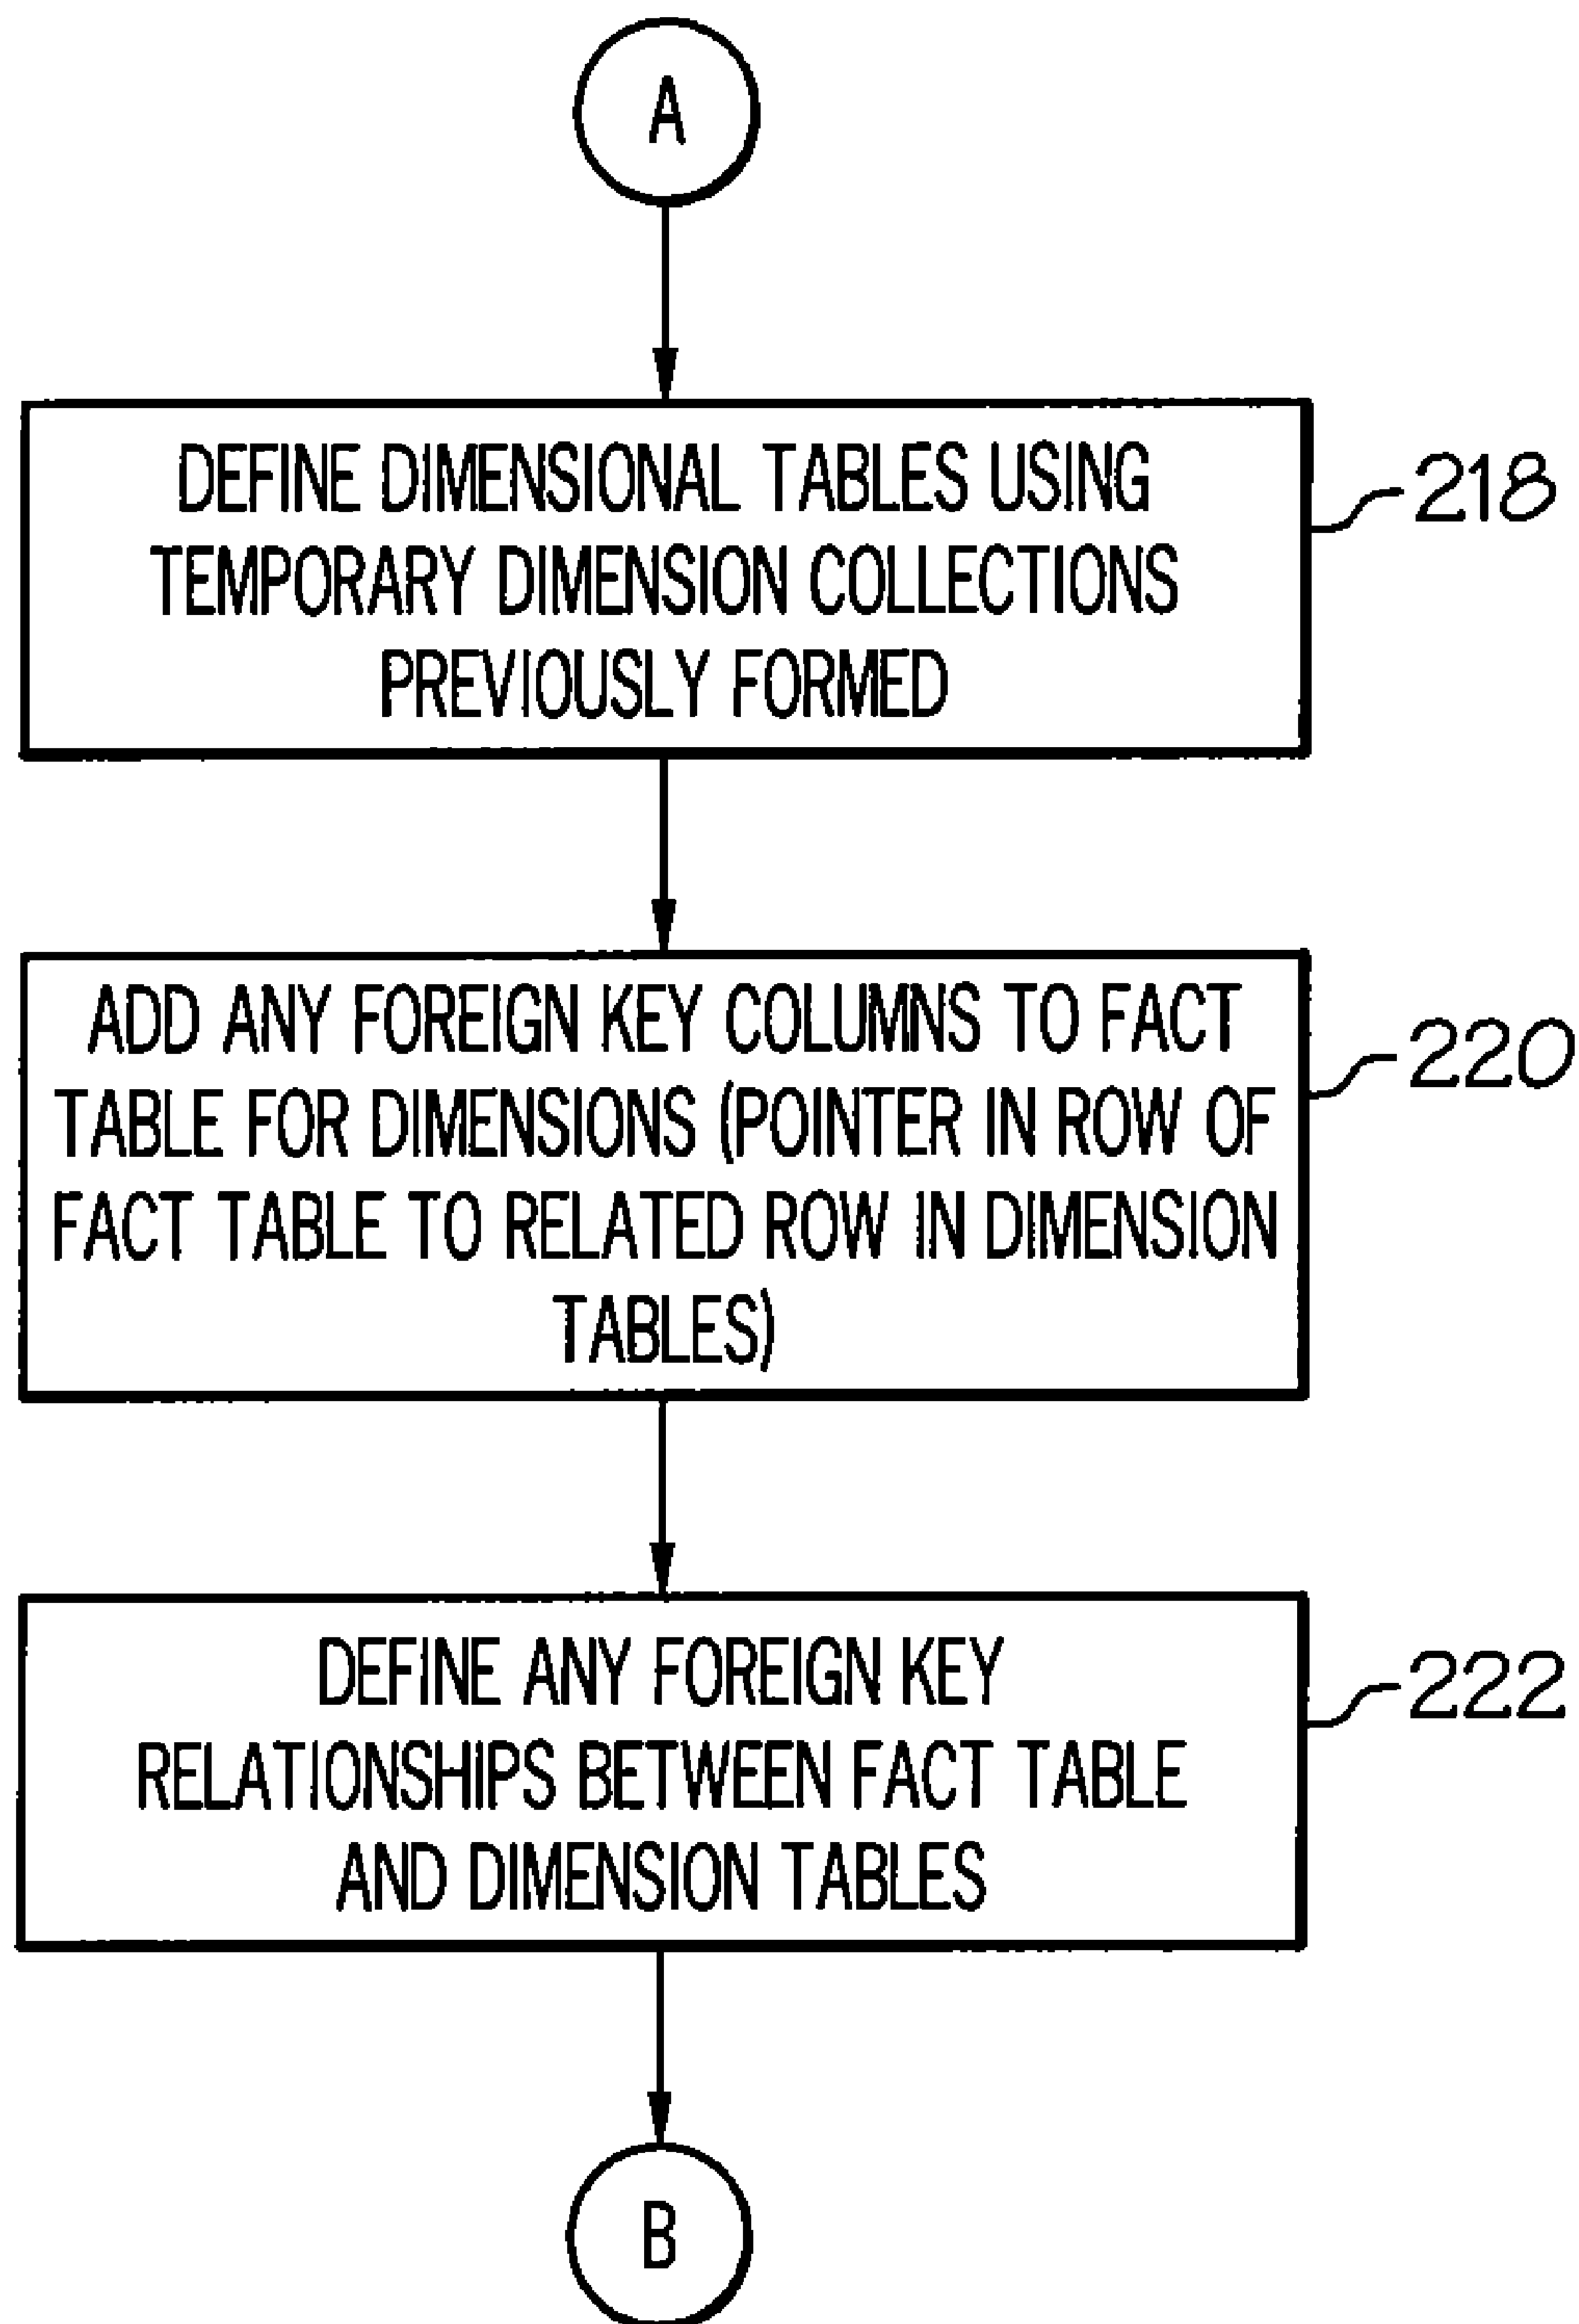 A
DEFINE DIMENSIONAL TABLES USING
TEMPORARY DIMENSION COLLECTIONS
PREVIOUSLY FORMED
218
ADD ANY FOREIGN KEY COLUMNS TO FACT
TABLE FOR DIMENSIONS (POINTER IN ROW OF
FACT TABLE TO RELATED ROW IN DIMENSION
TABLES)
220
DEFINE ANY FOREIGN KEY
RELATIONSHIPS BETWEEN FACT TABLE
AND DIMENSION TABLES
222
B